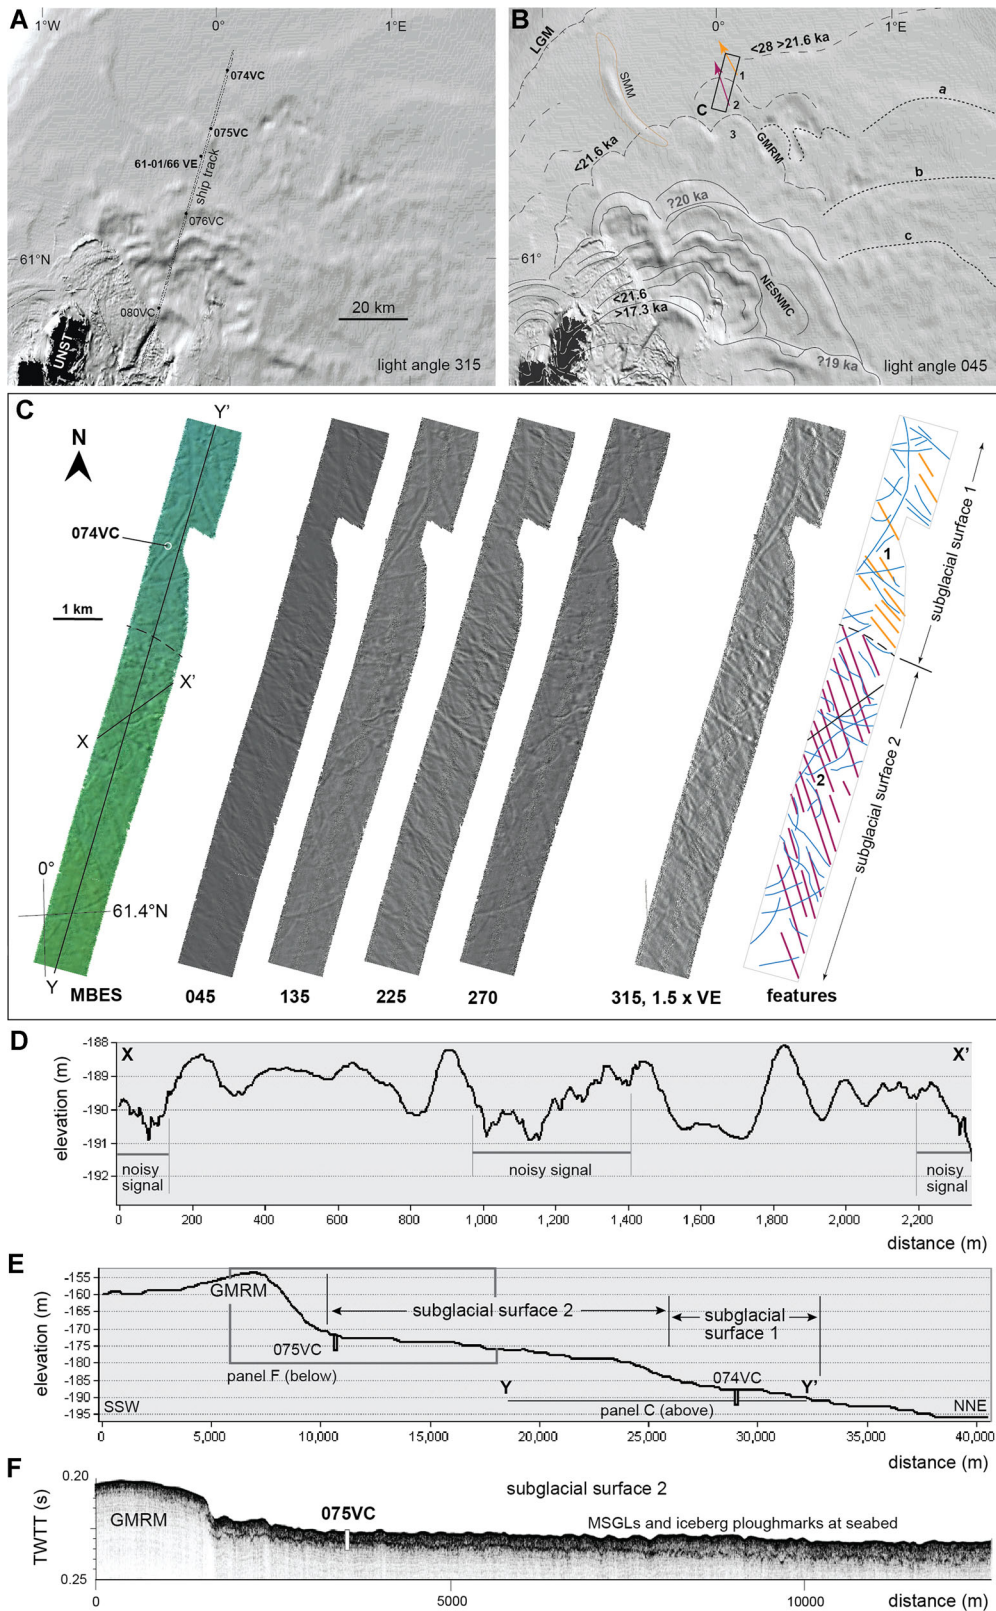 A
1°W
0°
1°E
074VC
075VC
61-01/66 VE
ship track
076VC
61°N
080VC
20 km
UNST
light angle 315
B
0°
1°E
LGM
<28 >21.6 ka
SMM
1
C
2
a
3
GMRM
<21.6 ka
b
?20 ka
c
61°
NESNMC
<21.6
>17.3 ka
?19 ka
light angle 045
C
N
Y'
074VC
1 km
X'
X
0°
61.4°N
Y
1
subglacial surface 1
2
subglacial surface 2
MBES 045 135 225 270 315, 1.5 x VE features
D
X
X'
elevation (m)
-188
-189
-190
-191
-192
noisy signal
noisy signal
noisy signal
0 200 400 600 800 1,000 1,200 1,400 1,600 1,800 2,000 2,200
distance (m)
E
elevation (m)
-155
-160
-165
-170
-175
-180
-185
-190
-195
GMRM
subglacial surface 2
subglacial surface 1
075VC
panel F (below)
074VC
Y
Y'
SSW
panel C (above)
NNE
0 5,000 10,000 15,000 20,000 25,000 30,000 35,000 40,000
distance (m)
F
TWTT (s)
0.20
0.25
subglacial surface 2
075VC
GMRM
MSGLs and iceberg ploughmarks at seabed
0 5000 10000
distance (m)